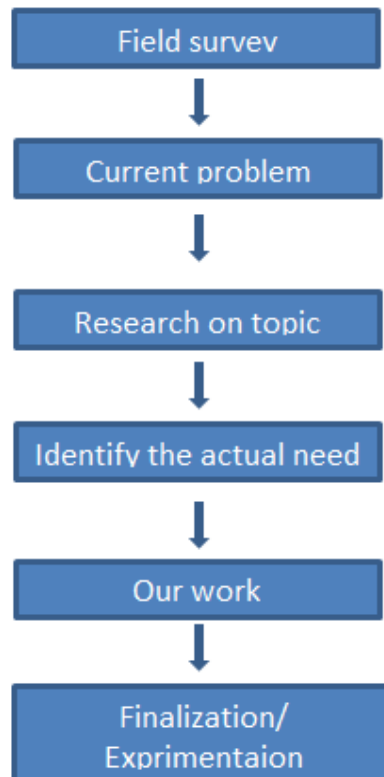 Field survey
Current problem
Research on topic
Identify the actual need
Our work
Finalization/
Exprimentaion